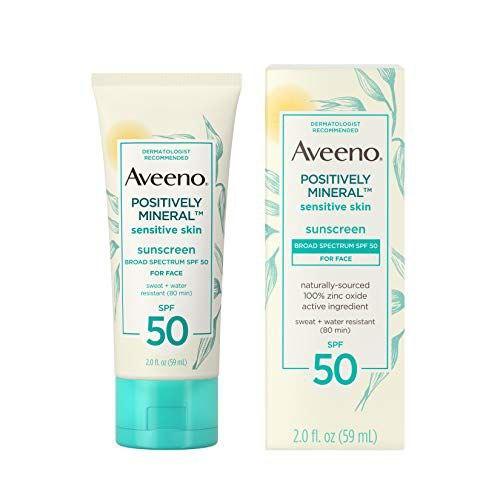 DERMATOLOGIST
RECOMMENDED
Aveeno®
POSITIVELY
MINERAL™
sensitive skin
sunscreen
BROAD SPECTRUM SPF 50
FOR FACE
sweat + water
resistant (80 min)
SPF
50
2.0 fl. oz (59 mL)
DERMATOLOGIST
RECOMMENDED
Aveeno®
POSITIVELY
MINERAL™
sensitive skin
sunscreen
BROAD SPECTRUM SPF 50
FOR FACE
naturally-sourced
100% zinc oxide
active ingredient
sweat + water resistant
(80 min)
SPF
50
2.0 fl. oz (59 mL)